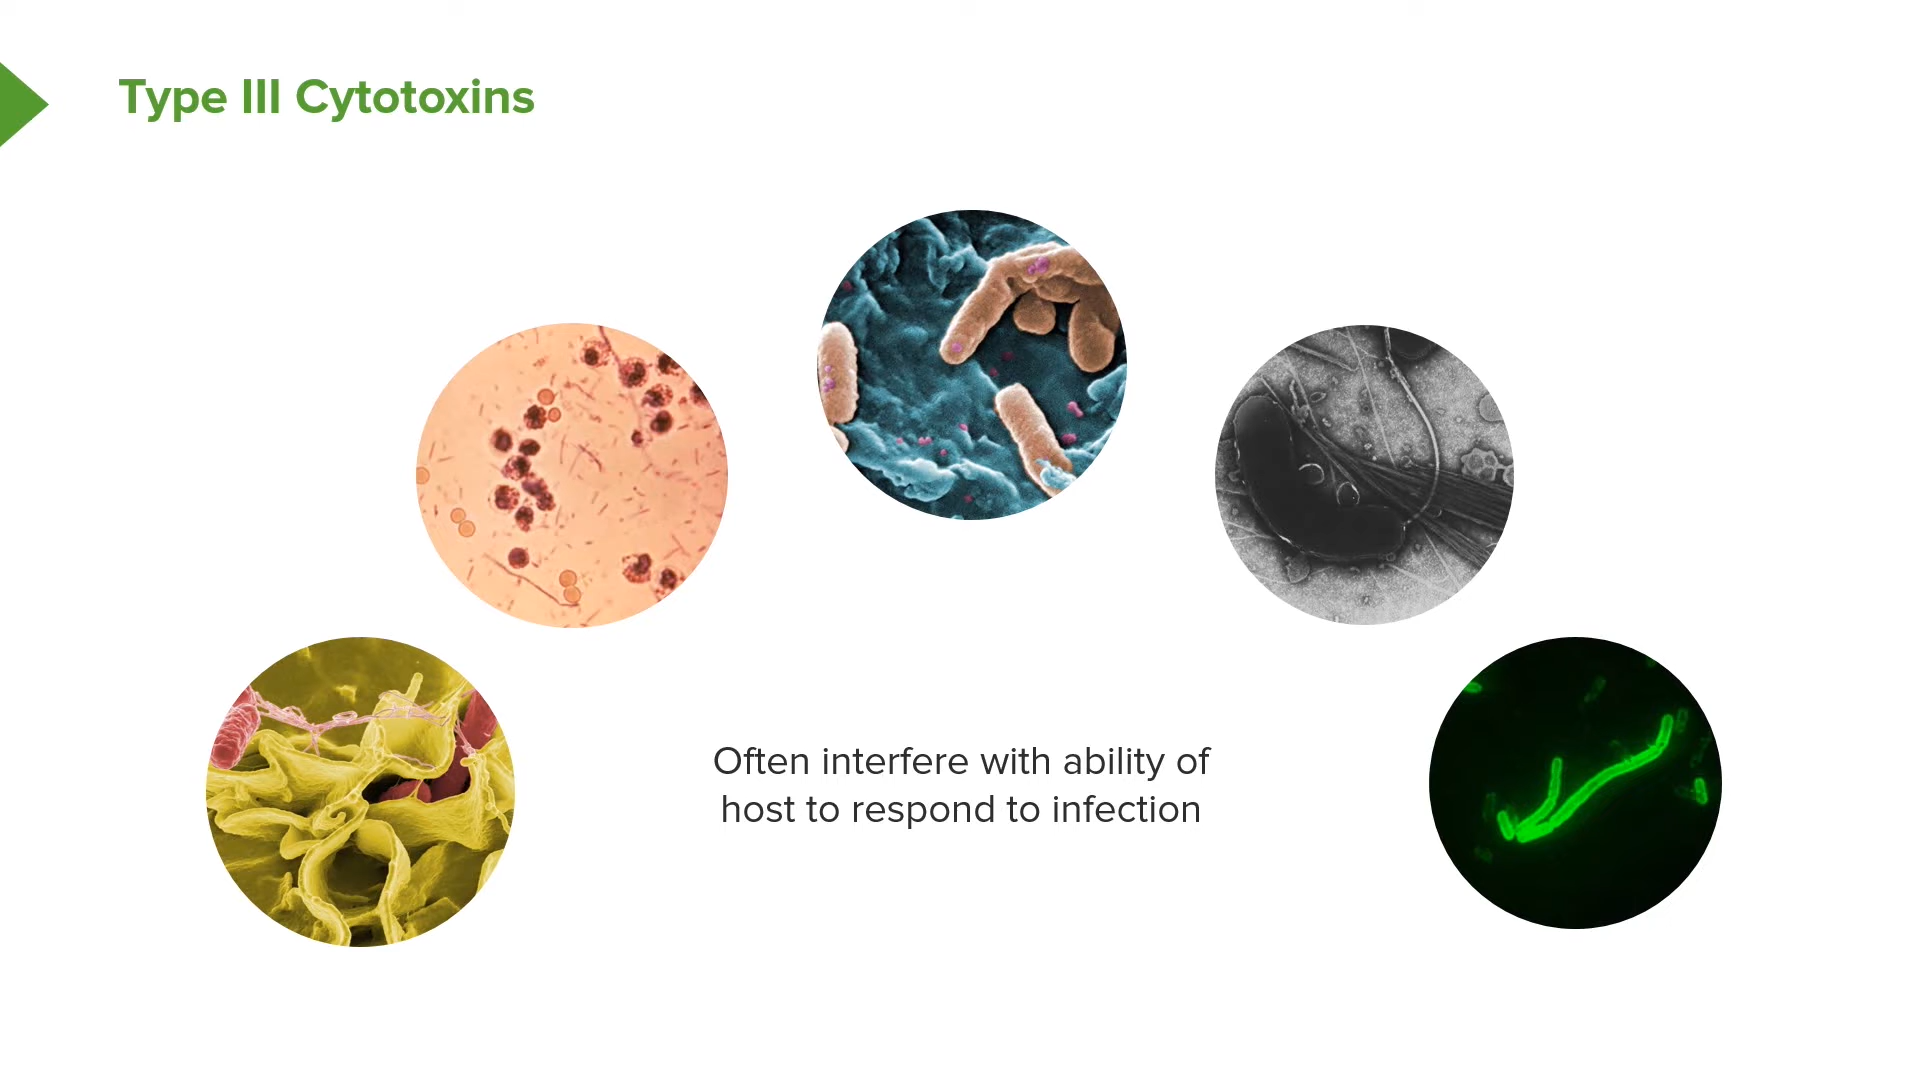 Type III Cytotoxins
Often interfere with ability of
host to respond to infection